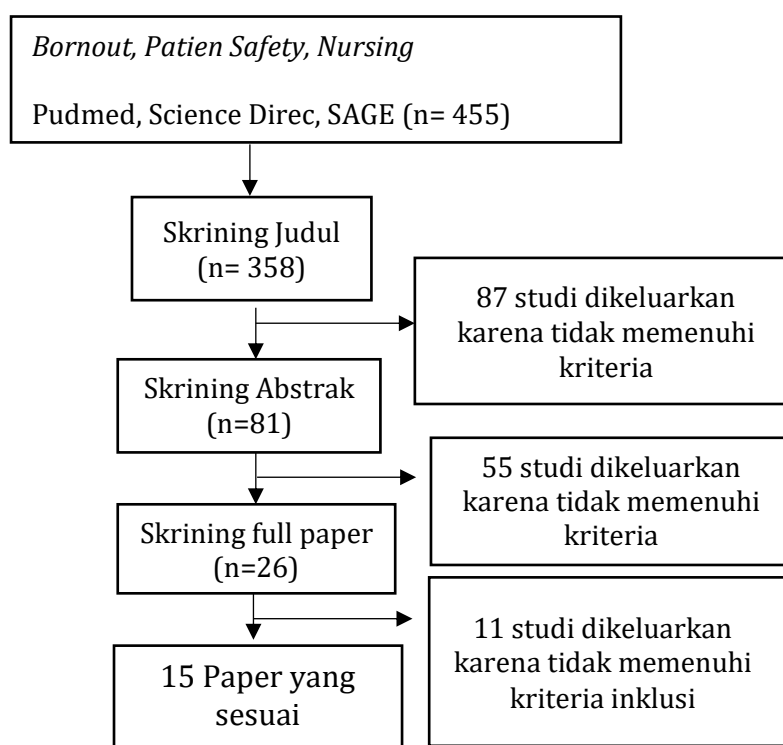 Bornout, Patien Safety, Nursing
Pudmed, Science Direc, SAGE (n= 455)
Skrining Judul
(n= 358)
87 studi dikeluarkan
karena tidak memenuhi
kriteria
Skrining Abstrak
(n=81)
55 studi dikeluarkan
karena tidak memenuhi
kriteria
Skrining full paper
(n=26)
11 studi dikeluarkan
karena tidak memenuhi
kriteria inklusi
15 Paper yang
sesuai